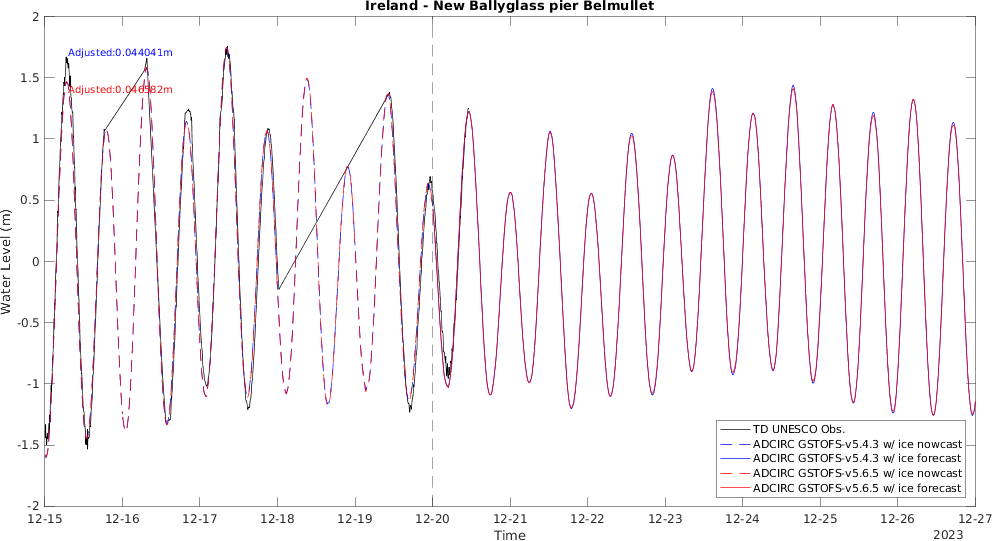 Ireland - New Ballyglass pier Belmullet
Adjusted:0.044041m
Adjusted:0.046582m
Water Level (m)
2
1.5
1
0.5
0
-0.5
-1
-1.5
-2
TD UNESCO Obs.
ADCIRC GSTOFS-v5.4.3 w/ ice nowcast
ADCIRC GSTOFS-v5.4.3 w/ ice forecast
ADCIRC GSTOFS-v5.6.5 w/ ice nowcast
ADCIRC GSTOFS-v5.6.5 w/ ice forecast
12-15 12-16 12-17 12-18 12-19 12-20 12-21 12-22 12-23 12-24 12-25 12-26 12-27
Time
2023